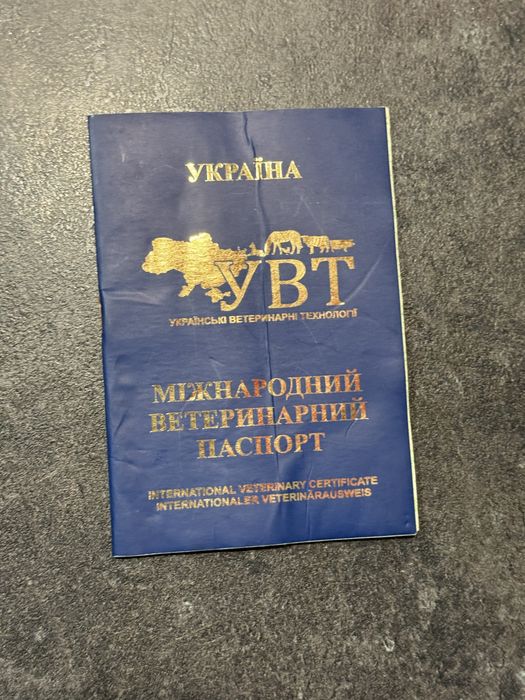 УКРАЇНА
УВТ
УКРАЇНСЬКІ ВЕТЕРИНАРНІ ТЕХНОЛОГІЇ
МІЖНАРОДНИЙ
ВЕТЕРИНАРНИЙ
ПАСПОРТ
INTERNATIONAL VETERINARY CERTIFICATE
INTERNATIONALER VETERINÄRAUSWEIS